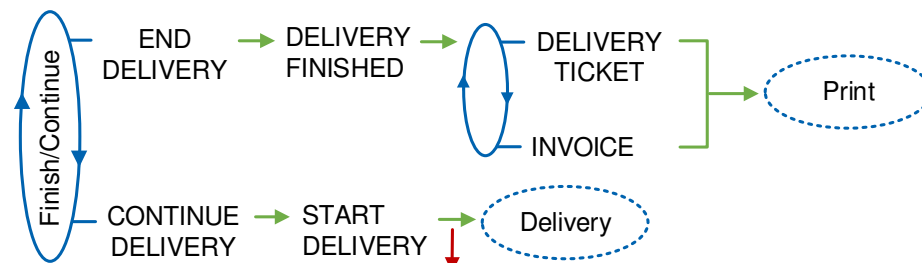 Finish/Continue
END
DELIVERY
DELIVERY
FINISHED
DELIVERY
TICKET
INVOICE
Print
CONTINUE
DELIVERY
START
DELIVERY
Delivery